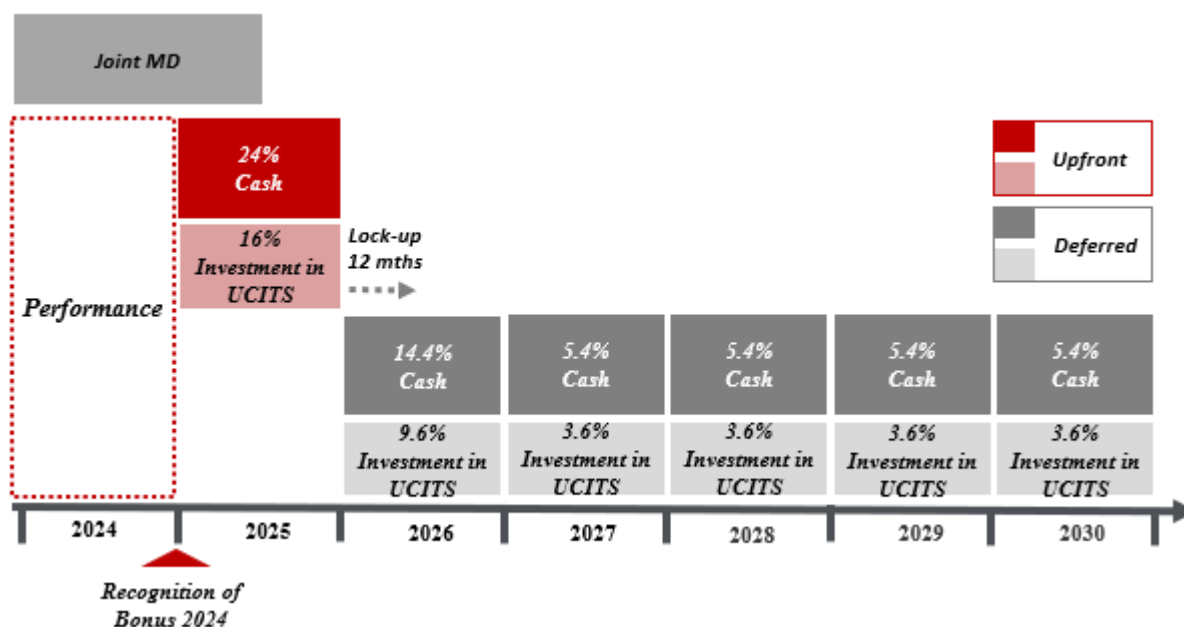 Joint MD
24%
Cash
16%
Investment in
UCITS
Lock-up
12 mths
Upfront
Deferred
Performance
14.4%
Cash
5.4%
Cash
5.4%
Cash
5.4%
Cash
5.4%
Cash
9.6%
Investment in
UCITS
3.6%
Investment in
UCITS
3.6%
Investment in
UCITS
3.6%
Investment in
UCITS
3.6%
Investment in
UCITS
2024
2025
2026
2027
2028
2029
2030
Recognition of
Bonus 2024